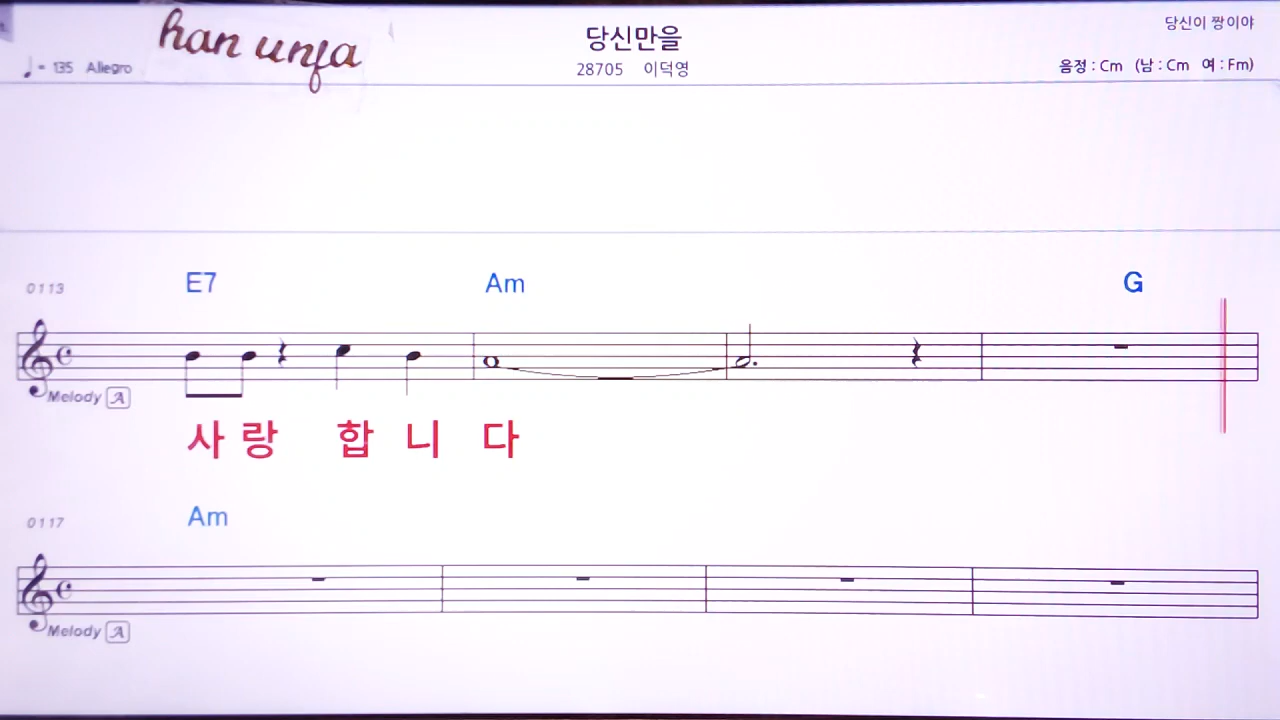 han unfa
당신만을
당신이 짱이야
♩= 135 Allegro
28705 이덕영
음정 : Cm (남 : Cm 여 : Fm)
0113
E7 Am G
Melody A
사 랑 합 니 다
0117
Am
Melody A